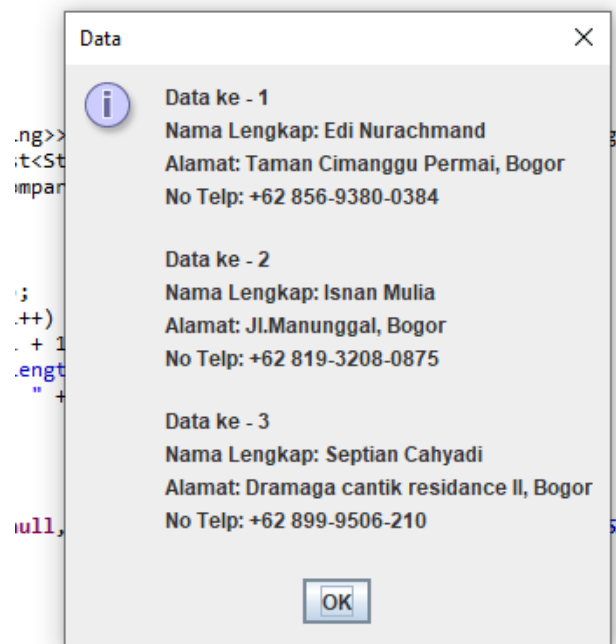 Data
Data ke - 1
Nama Lengkap: Edi Nurachmand
Alamat: Taman Cimanggu Permai, Bogor
No Telp: +62 856-9380-0384
Data ke - 2
Nama Lengkap: Isnan Mulia
Alamat: Jl.Manunggal, Bogor
No Telp: +62 819-3208-0875
Data ke - 3
Nama Lengkap: Septian Cahyadi
Alamat: Dramaga cantik residance II, Bogor
No Telp: +62 899-9506-210
OK